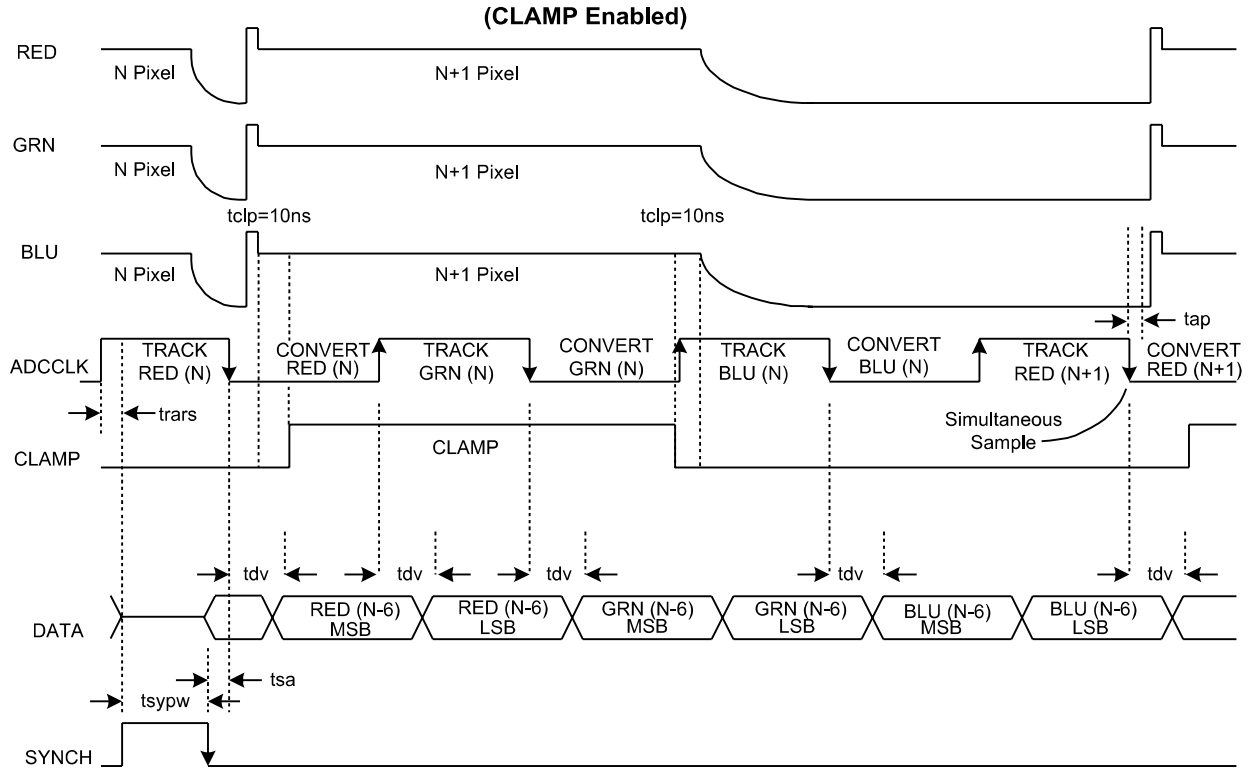 (CLAMP Enabled)
RED
N Pixel
N+1 Pixel
GRN
N Pixel
N+1 Pixel
tclp=10ns
tclp=10ns
BLU
N Pixel
N+1 Pixel
tap
ADCCLK
TRACK
RED (N)
CONVERT
RED (N)
TRACK
GRN (N)
CONVERT
GRN (N)
TRACK
BLU (N)
CONVERT
BLU (N)
TRACK
RED (N+1)
CONVERT
RED (N+1)
trars
Simultaneous
Sample
CLAMP
CLAMP
tdv
tdv
tdv
tdv
tdv
DATA
RED (N-6)
MSB
RED (N-6)
LSB
GRN (N-6)
MSB
GRN (N-6)
LSB
BLU (N-6)
MSB
BLU (N-6)
LSB
tsa
tsypw
SYNCH